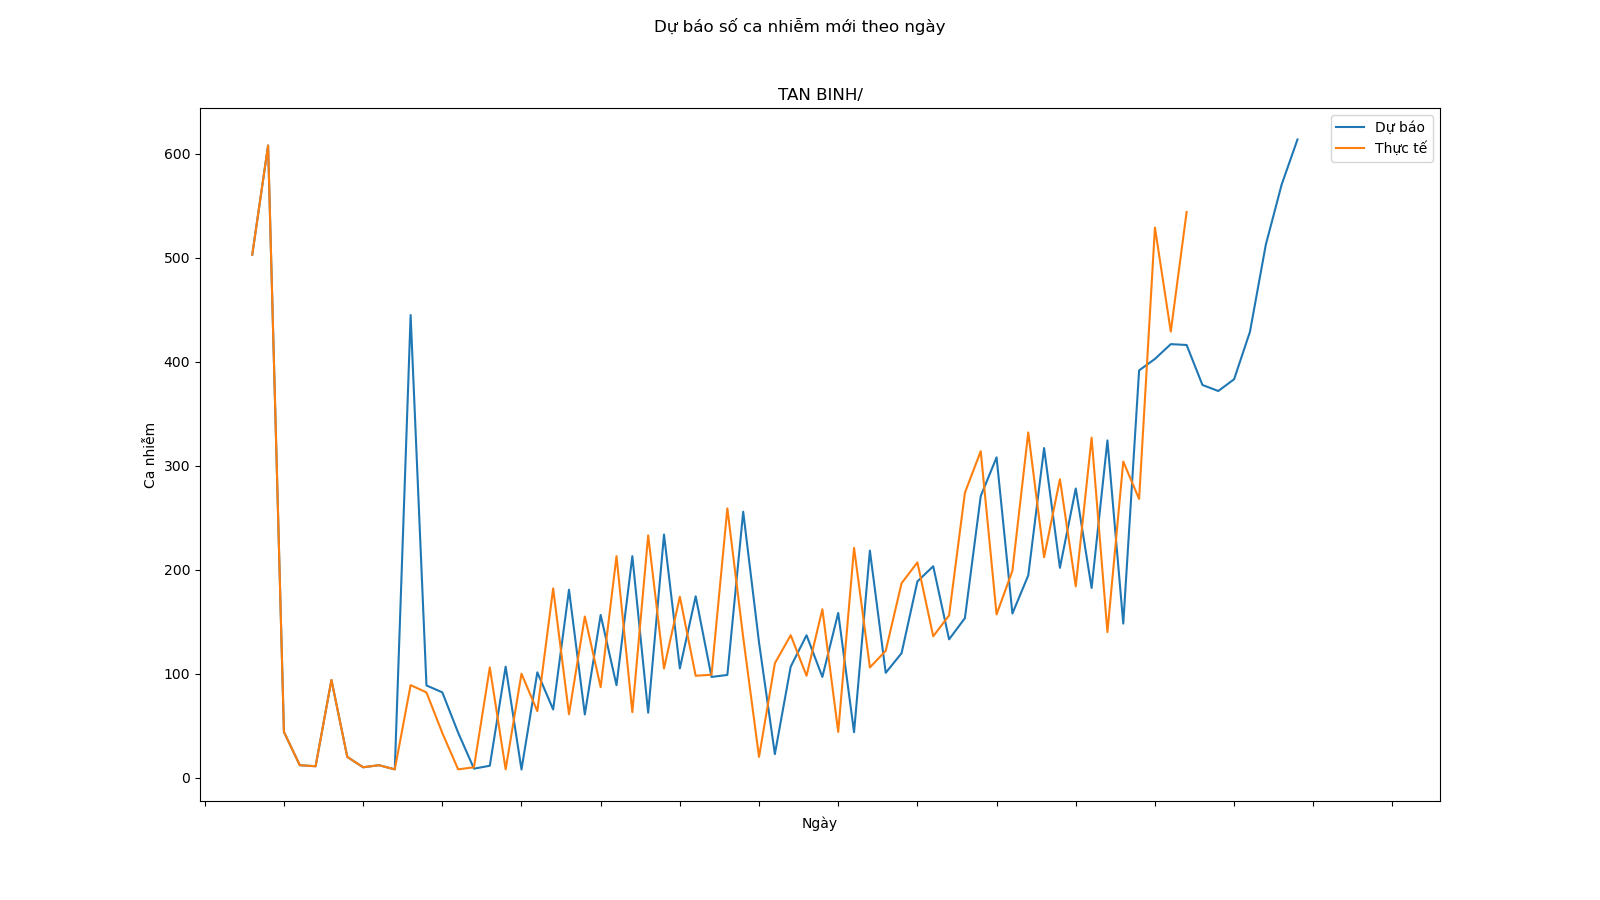 Dự báo số ca nhiễm mới theo ngày
TAN BINH/
Dự báo
Thực tế
600
500
400
300
200
100
0
Ca nhiễm
Ngày